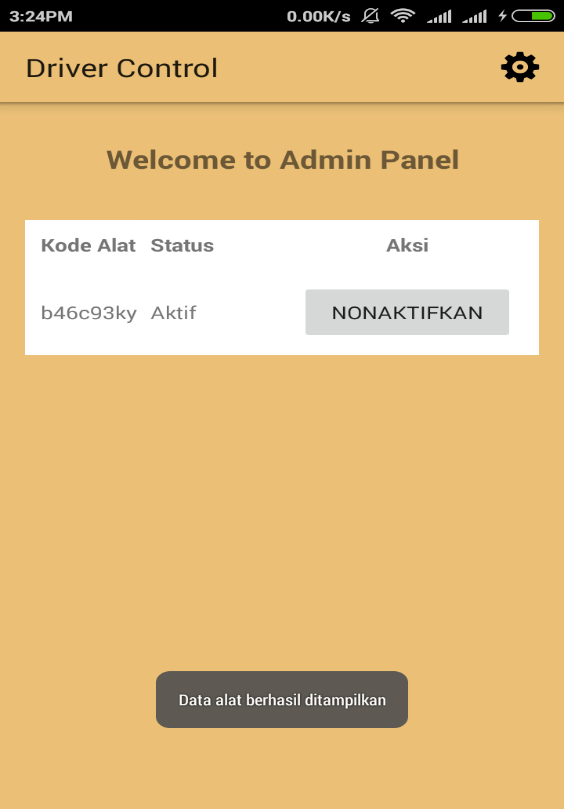 3:24PM 0.00K/s
Driver Control
Welcome to Admin Panel
Kode Alat Status Aksi
b46c93ky Aktif NONAKTIFKAN
Data alat berhasil ditampilkan